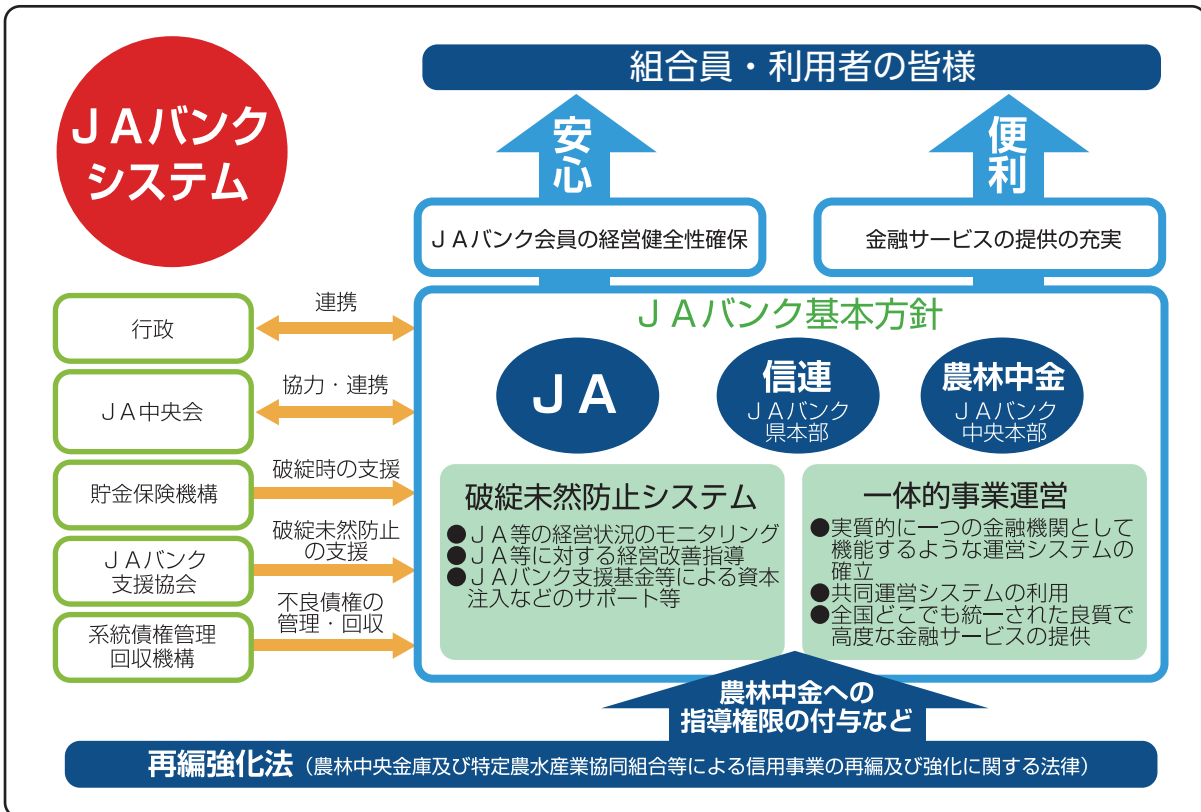 JAバンク
システム
組合員・利用者の皆様
安心
便利
JAバンク会員の経営健全性確保
金融サービスの提供の充実
行政
連携
JA中央会
協力・連携
貯金保険機構
破綻時の支援
JAバンク
支援協会
破綻未然防止
の支援
系統債権管理
回収機構
不良債権の
管理・回収
JAバンク基本方針
JA
信連
JAバンク
県本部
農林中金
JAバンク
中央本部
破綻未然防止システム
●JA等の経営状況のモニタリング
●JA等に対する経営改善指導
●JAバンク支援基金等による資本
注入などのサポート等
一体的事業運営
●実質的に一つの金融機関として
機能するような運営システムの
確立
●共同運営システムの利用
●全国どこでも統一された良質で
高度な金融サービスの提供
農林中金への
指導権限の付与など
再編強化法（農林中央金庫及び特定農水産業協同組合等による信用事業の再編及び強化に関する法律）